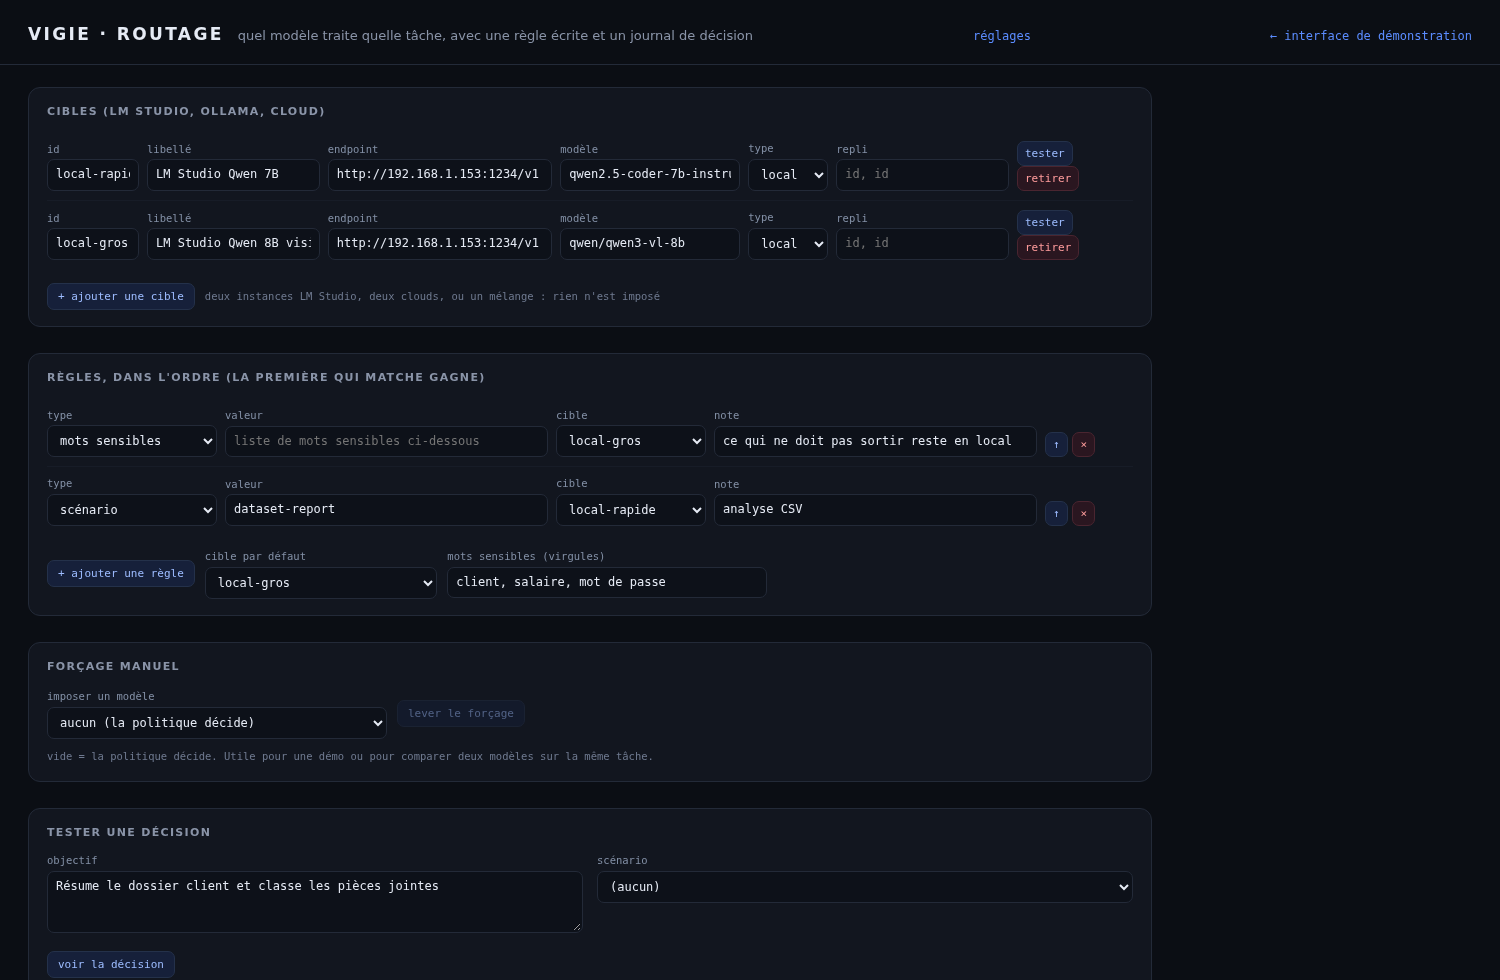 VIGIE · ROUTAGE quel modèle traite quelle tâche, avec une règle écrite et un journal de décision réglages ← interface de démonstration
CIBLES (LM STUDIO, OLLAMA, CLOUD)
id libellé endpoint modèle type repli tester
local-rapi LM Studio Qwen 7B http://192.168.1.153:1234/v1 qwen2.5-coder-7b-instru local id, id retirer
id libellé endpoint modèle type repli tester
local-gros LM Studio Qwen 8B visi http://192.168.1.153:1234/v1 qwen/qwen3-vl-8b local id, id retirer
+ ajouter une cible deux instances LM Studio, deux clouds, ou un mélange : rien n'est imposé
RÈGLES, DANS L'ORDRE (LA PREMIÈRE QUI MATCHE GAGNE)
type valeur cible note
mots sensibles liste de mots sensibles ci-dessous local-gros ce qui ne doit pas sortir reste en local ↑ ×
type valeur cible note
scénario dataset-report local-rapide analyse CSV ↑ ×
cible par défaut mots sensibles (virgules)
+ ajouter une règle local-gros client, salaire, mot de passe
FORÇAGE MANUEL
imposer un modèle
aucun (la politique décide) lever le forçage
vide = la politique décide. Utile pour une démo ou pour comparer deux modèles sur la même tâche.
TESTER UNE DÉCISION
objectif scénario
Résume le dossier client et classe les pièces jointes (aucun)
voir la décision